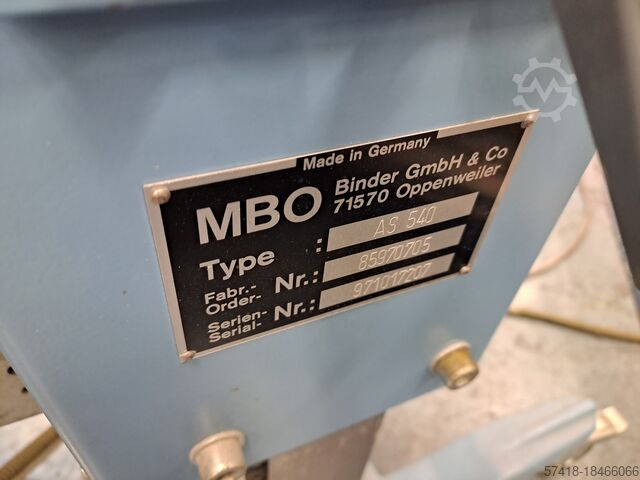 Made in Germany
MBO Binder GmbH & Co
71570 Oppenweiler
Type : AS 540
Fabr.-
Order- Nr.: 85970705
Serien-
Serial- Nr.: 971017207
57418-18466066